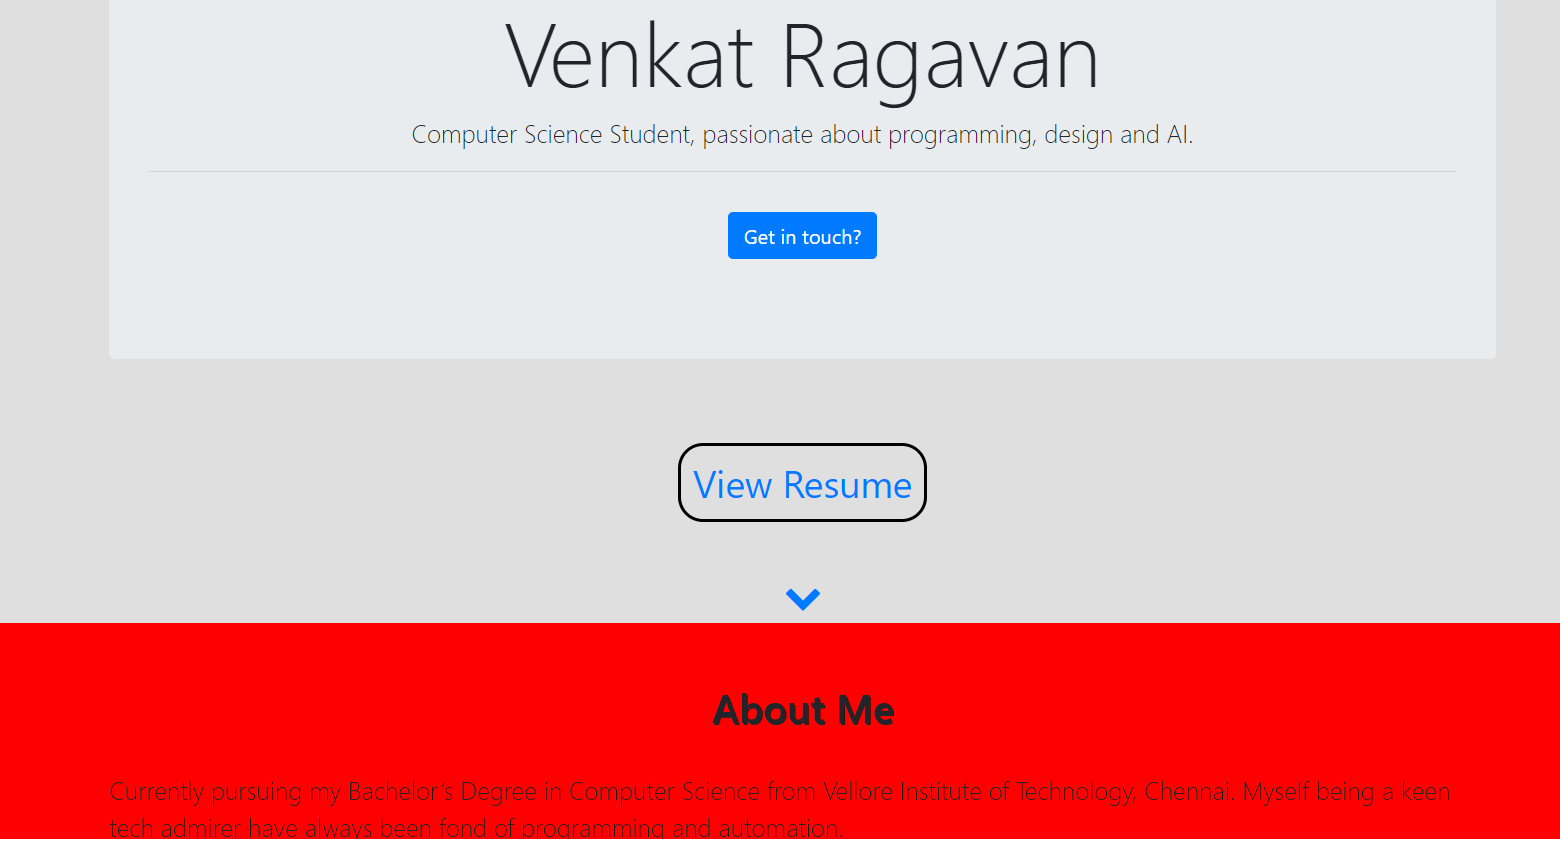 Venkat Ragavan
Computer Science Student, passionate about programming, design and AI.
Get in touch?
View Resume
About Me
Currently pursuing my Bachelor's Degree in Computer Science from Vellore Institute of Technology, Chennai. Myself being a keen
tech admirer have always been fond of programming and automation.